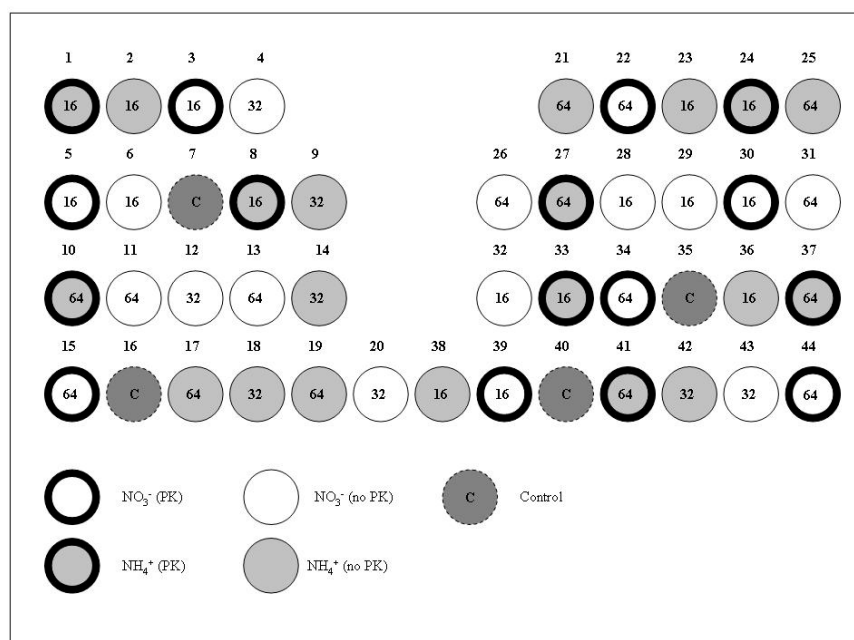 1 2 3 4 21 22 23 24 25
16 16 16 32 64 64 16 16 64
5 6 7 8 9 26 27 28 29 30 31
16 16 C 16 32 64 64 16 16 16 64
10 11 12 13 14 32 33 34 35 36 37
64 64 32 64 32 16 16 64 C 16 64
15 16 17 18 19 20 38 39 40 41 42 43 44
64 C 64 32 64 32 16 16 C 64 32 32 64
NO₃⁻ (PK) NO₃⁻ (no PK) C Control
NH₄⁺ (PK) NH₄⁺ (no PK)